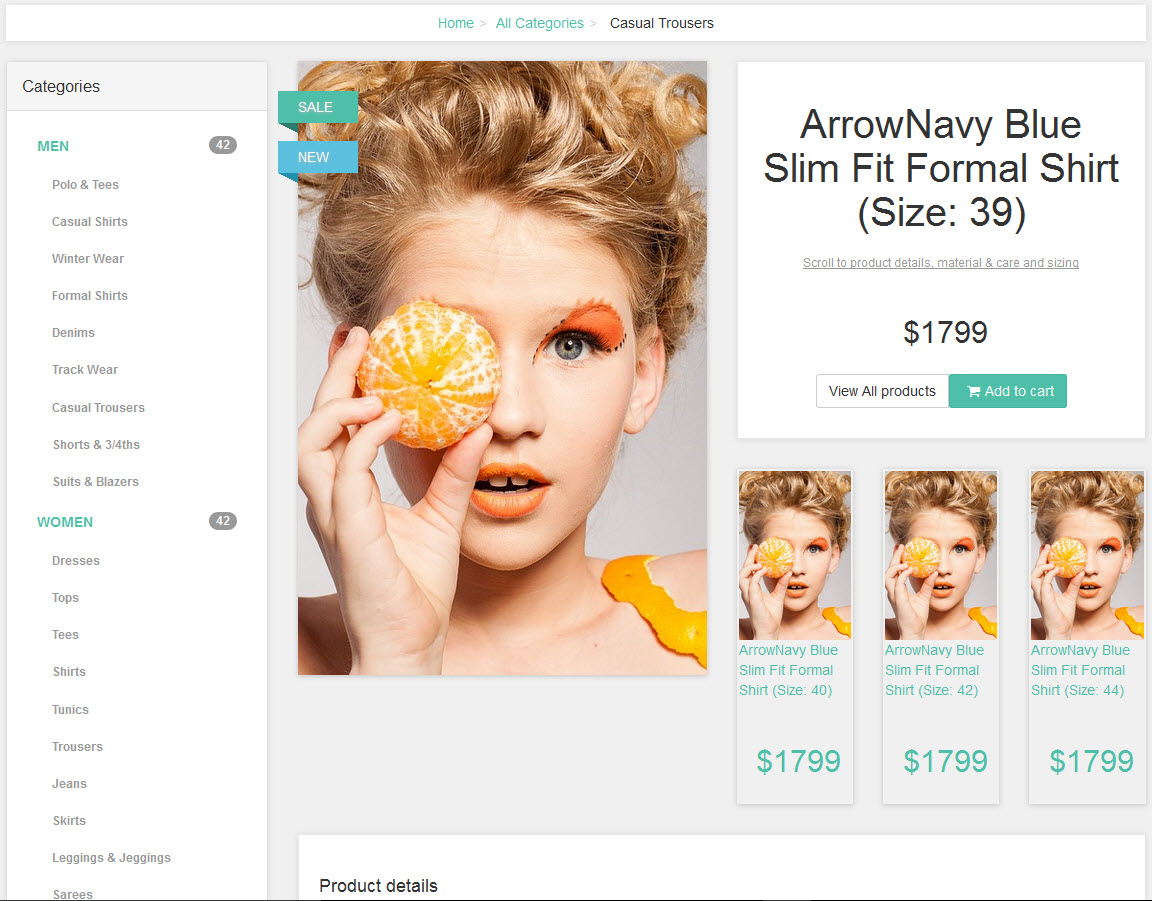 Home > All Categories > Casual Trousers
Categories
MEN 42
Polo & Tees
Casual Shirts
Winter Wear
Formal Shirts
Denims
Track Wear
Casual Trousers
Shorts & 3/4ths
Suits & Blazers
WOMEN 42
Dresses
Tops
Tees
Shirts
Tunics
Trousers
Jeans
Skirts
Leggings & Jeggings
Sarees
SALE
NEW
ArrowNavy Blue
Slim Fit Formal Shirt
(Size: 39)
Scroll to product details, material & care and sizing
$1799
View All products Add to cart
ArrowNavy Blue
Slim Fit Formal
Shirt (Size: 40)
$1799
ArrowNavy Blue
Slim Fit Formal
Shirt (Size: 42)
$1799
ArrowNavy Blue
Slim Fit Formal
Shirt (Size: 44)
$1799
Product details